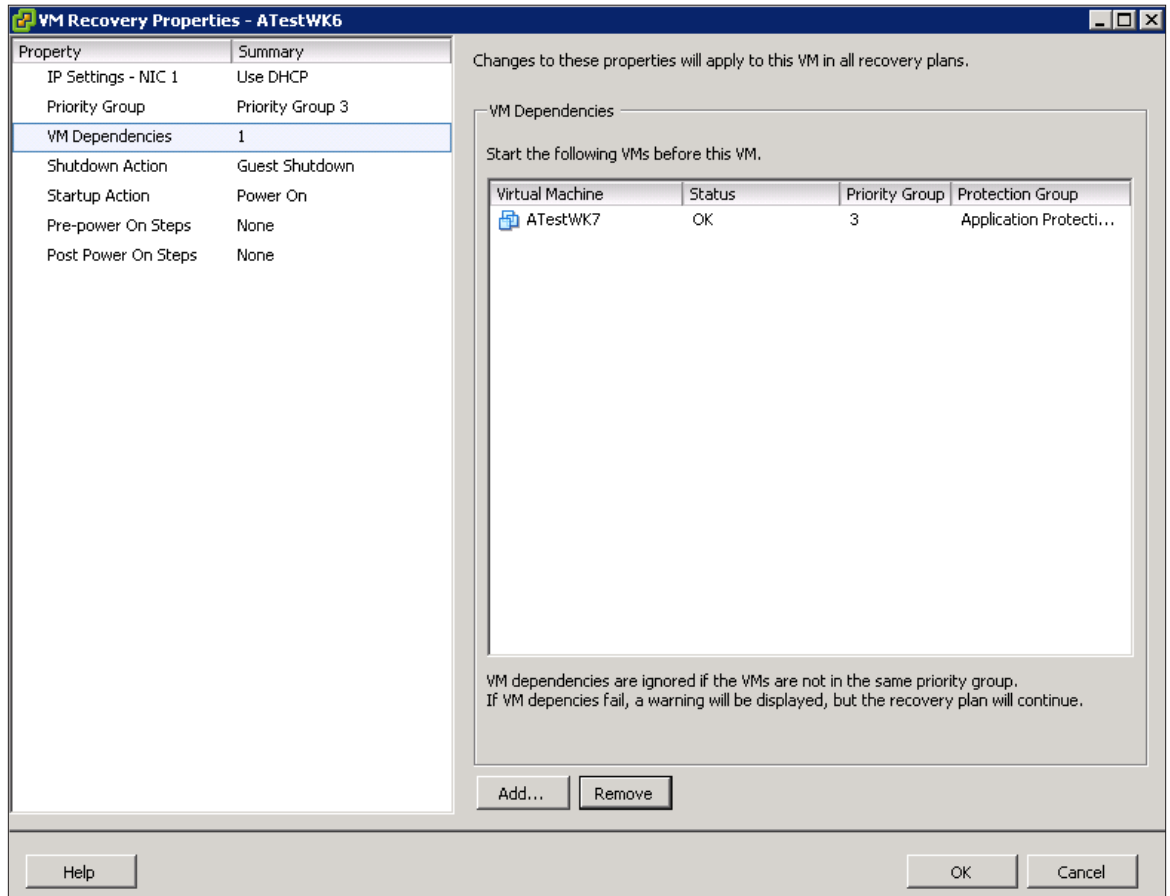 VM Recovery Properties - ATestWK6
Property Summary
IP Settings - NIC 1 Use DHCP
Priority Group Priority Group 3
VM Dependencies 1
Shutdown Action Guest Shutdown
Startup Action Power On
Pre-power On Steps None
Post Power On Steps None
Changes to these properties will apply to this VM in all recovery plans.
VM Dependencies
Start the following VMs before this VM.
Virtual Machine Status Priority Group Protection Group
ATestWK7 OK 3 Application Protecti...
VM dependencies are ignored if the VMs are not in the same priority group.
If VM depencies fail, a warning will be displayed, but the recovery plan will continue.
Add... Remove
Help OK Cancel